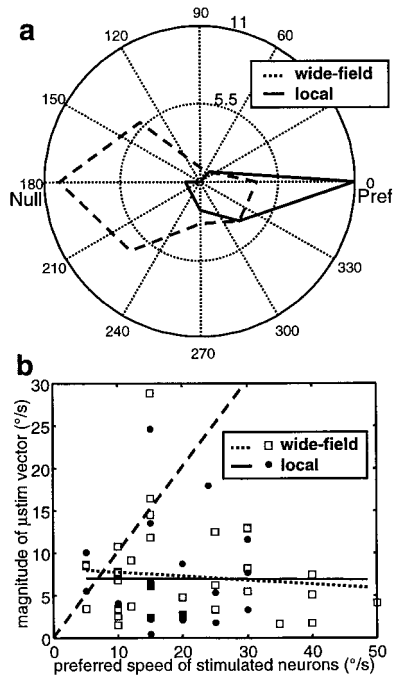 a
90
11
120
60
wide-field
local
150
5.5
180
Null
0
Pref
210
330
240
300
270
b
30
25
20
15
10
5
0
wide-field
local
magnitude of µstim vector (°/s)
0 10 20 30 40 50
preferred speed of stimulated neurons (°/s)